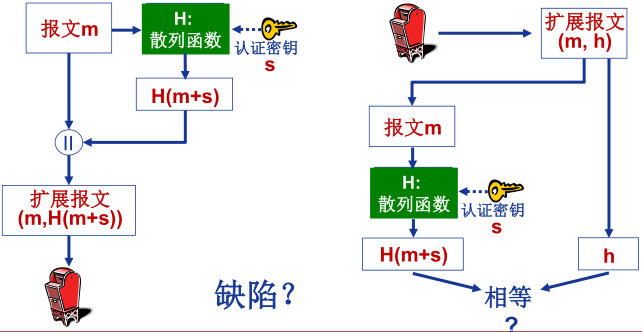 报文m
H:
散列函数
认证密钥
s
H(m+s)
||
扩展报文
(m,H(m+s))
缺陷？
扩展报文
(m, h)
报文m
H:
散列函数
认证密钥
s
H(m+s)
h
相等
?